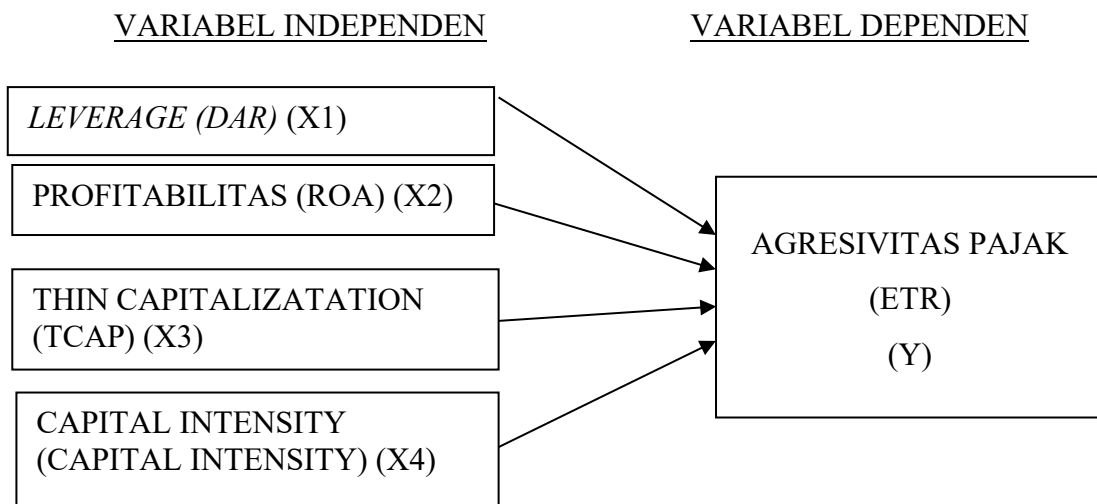 VARIABEL INDEPENDEN
VARIABEL DEPENDEN
LEVERAGE (DAR) (X1)
PROFITABILITAS (ROA) (X2)
THIN CAPITALIZATATION
(TCAP) (X3)
CAPITAL INTENSITY
(CAPITAL INTENSITY) (X4)
AGRESIVITAS PAJAK
(ETR)
(Y)